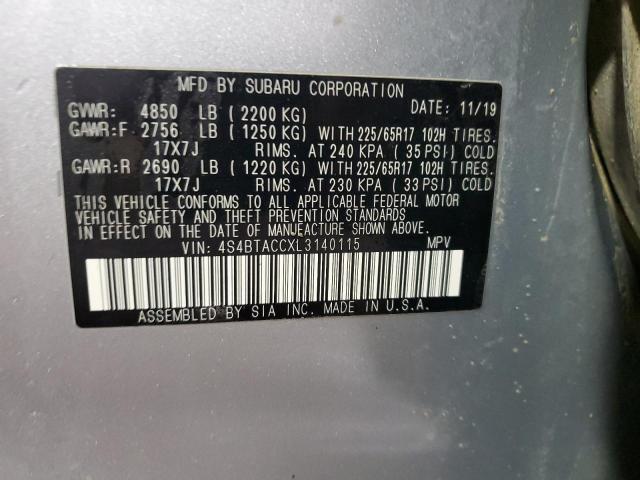 MFD BY SUBARU CORPORATION
GVWR: 4850 LB (2200 KG) DATE: 11/19
GAWR:F 2756 LB (1250 KG) WITH 225/65R17 102H TIRES.
17X7J RIMS. AT 240 KPA (35 PSI) COLD
GAWR:R 2690 LB (1220 KG) WITH 225/65R17 102H TIRES.
17X7J RIMS. AT 230 KPA (33 PSI) COLD
THIS VEHICLE CONFORMS TO ALL APPLICABLE FEDERAL MOTOR
VEHICLE SAFETY AND THEFT PREVENTION STANDARDS
IN EFFECT ON THE DATE OF MANUFACTURE SHOWN ABOVE.
VIN: 4S4BTACCXL3140115 MPV
ASSEMBLED BY SIA INC. MADE IN U.S.A.